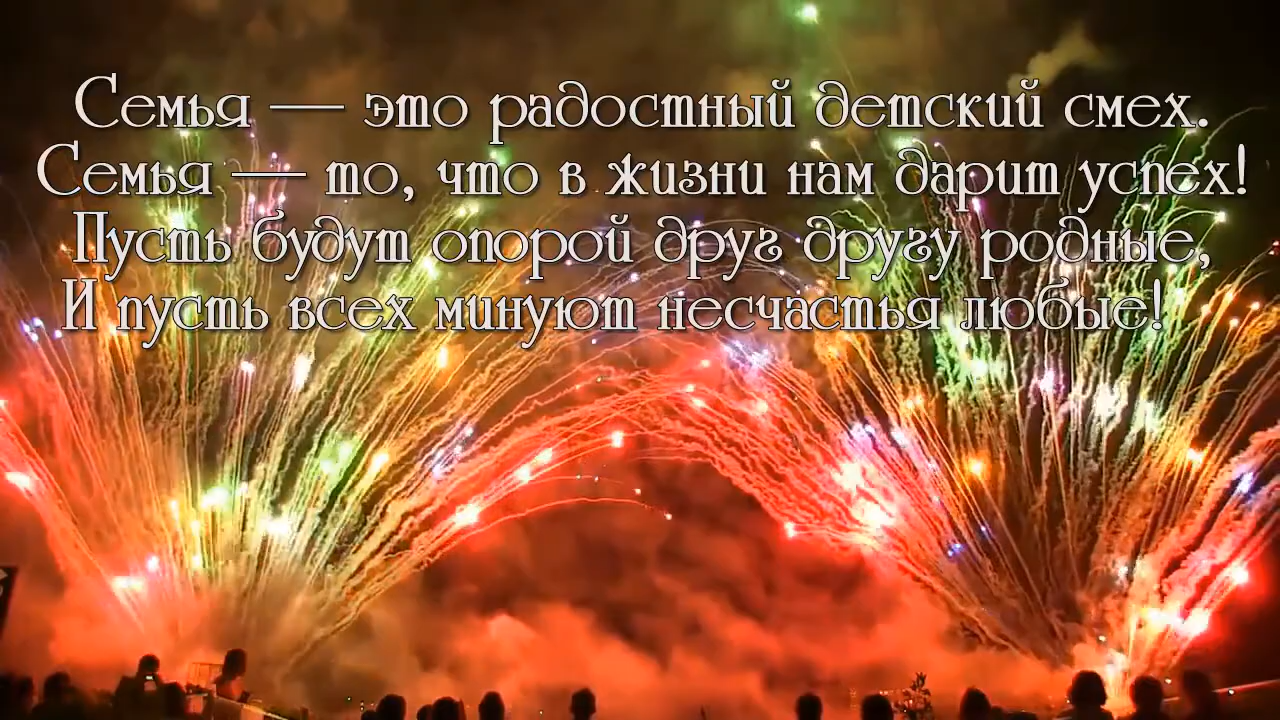 Семья — это радостный детский смех.
Семья — то, что в жизни нам дарит успех!
Пусть будут опорой друг другу родные,
И пусть всех минуют несчастья любые!